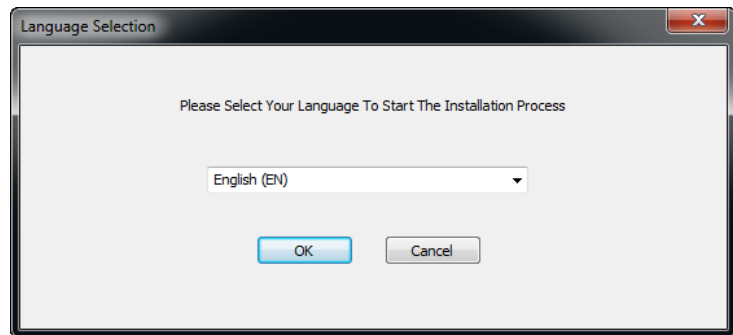 Language Selection
Please Select Your Language To Start The Installation Process
English (EN)
OK
Cancel